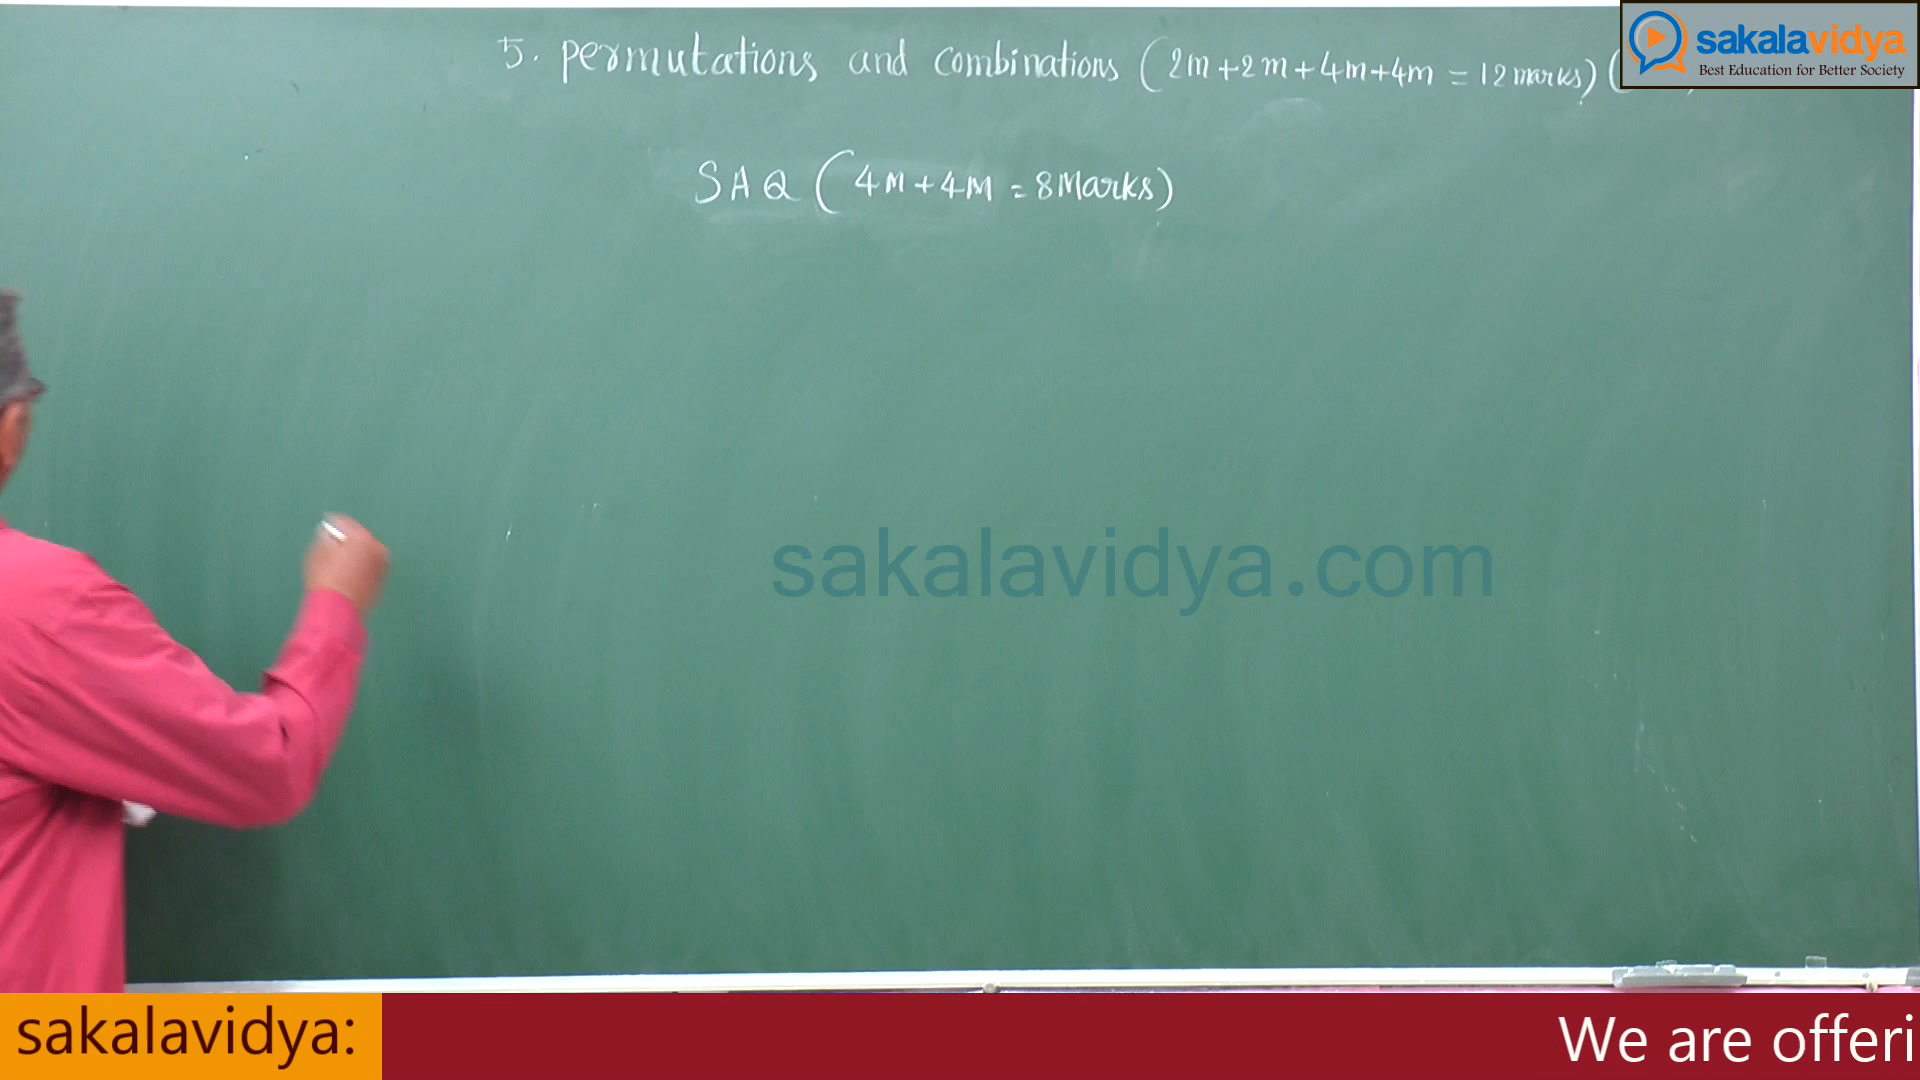 sakalavidya
Best Education for Better Society
5. permutations and combinations (2m+2m+4m+4m = 12 marks) (
SAQ (4M+4M = 8Marks)
sakalavidya.com
sakalavidya:
We are offeri